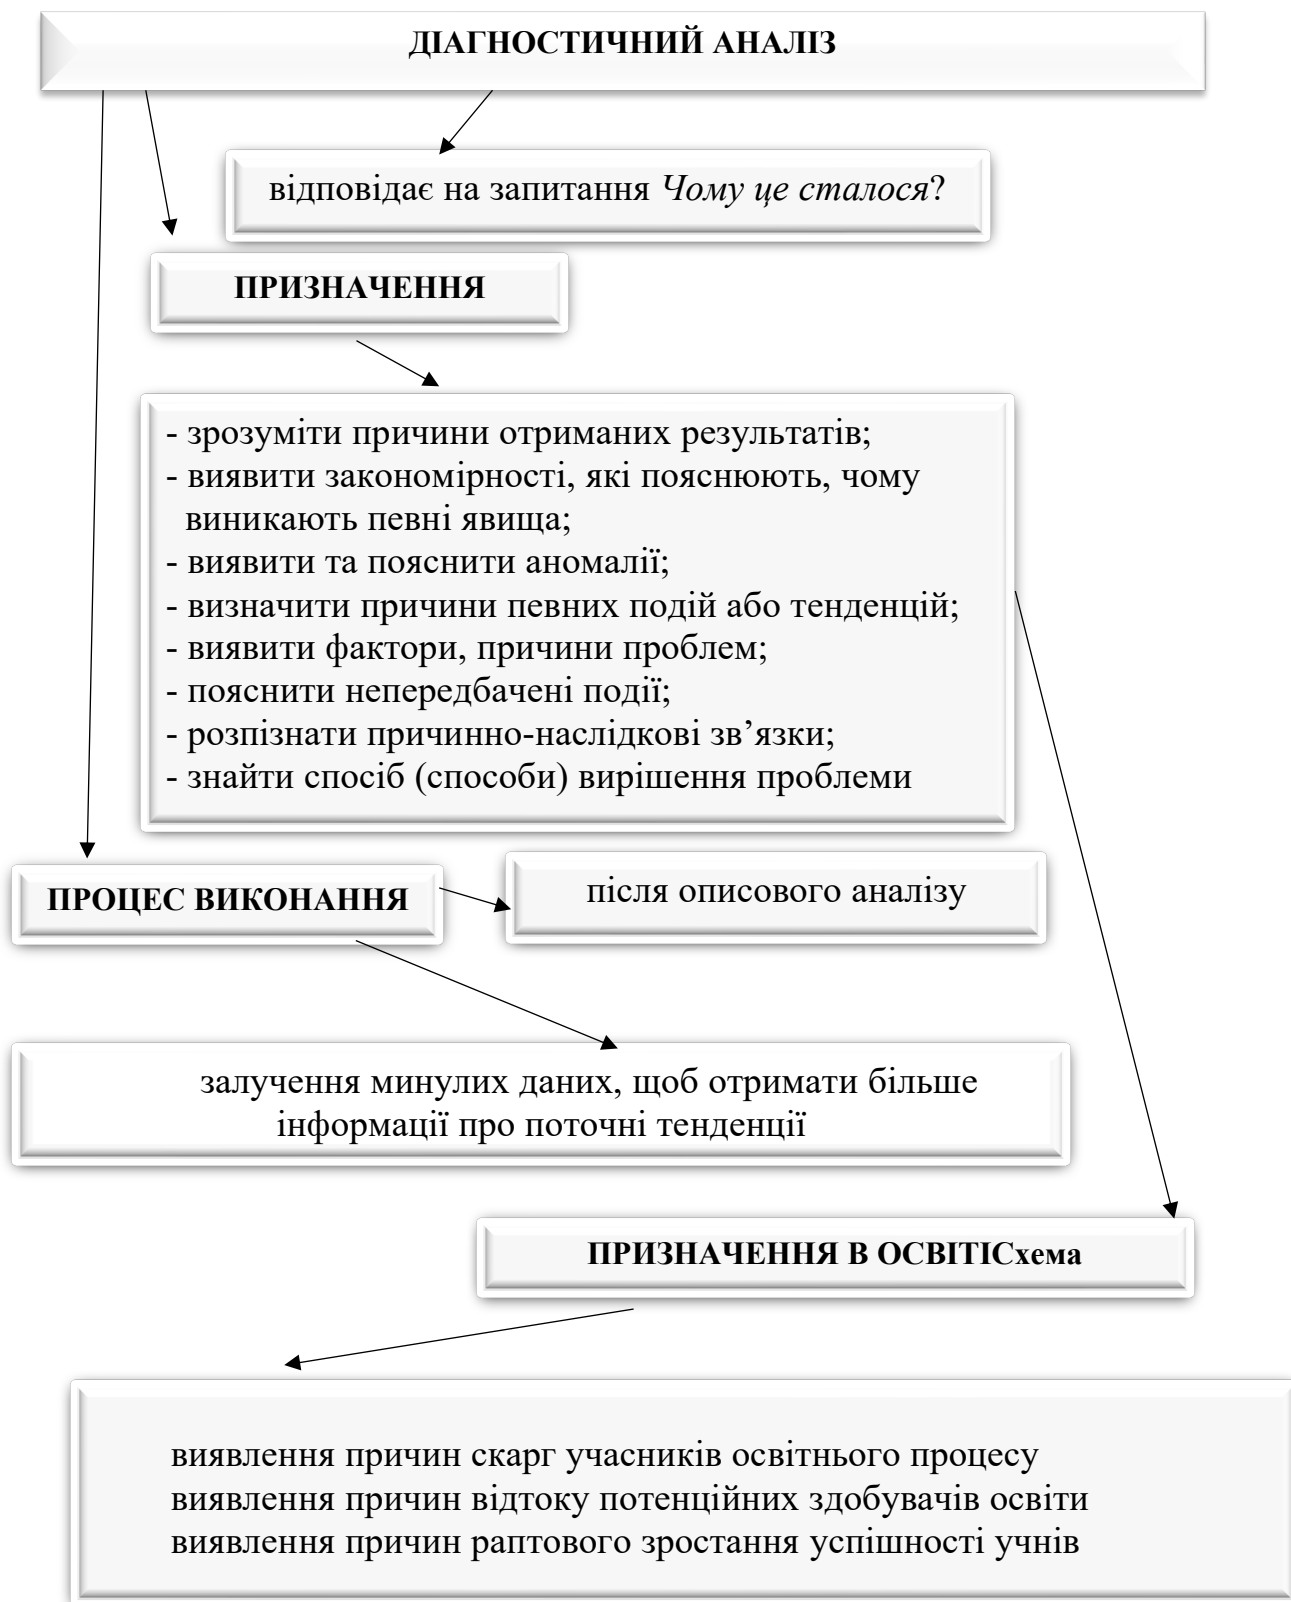 ДІАГНОСТИЧНИЙ АНАЛІЗ
відповідає на запитання Чому це сталося?
ПРИЗНАЧЕННЯ
- зрозуміти причини отриманих результатів;
- виявити закономірності, які пояснюють, чому
виникають певні явища;
- виявити та пояснити аномалії;
- визначити причини певних подій або тенденцій;
- виявити фактори, причини проблем;
- пояснити непередбачені події;
- розпізнати причинно-наслідкові зв’язки;
- знайти спосіб (способи) вирішення проблеми
ПРОЦЕС ВИКОНАННЯ
після описового аналізу
залучення минулих даних, щоб отримати більше
інформації про поточні тенденції
ПРИЗНАЧЕННЯ В ОСВІТІСхема
виявлення причин скарг учасників освітнього процесу
виявлення причин відтоку потенційних здобувачів освіти
виявлення причин раптового зростання успішності учнів